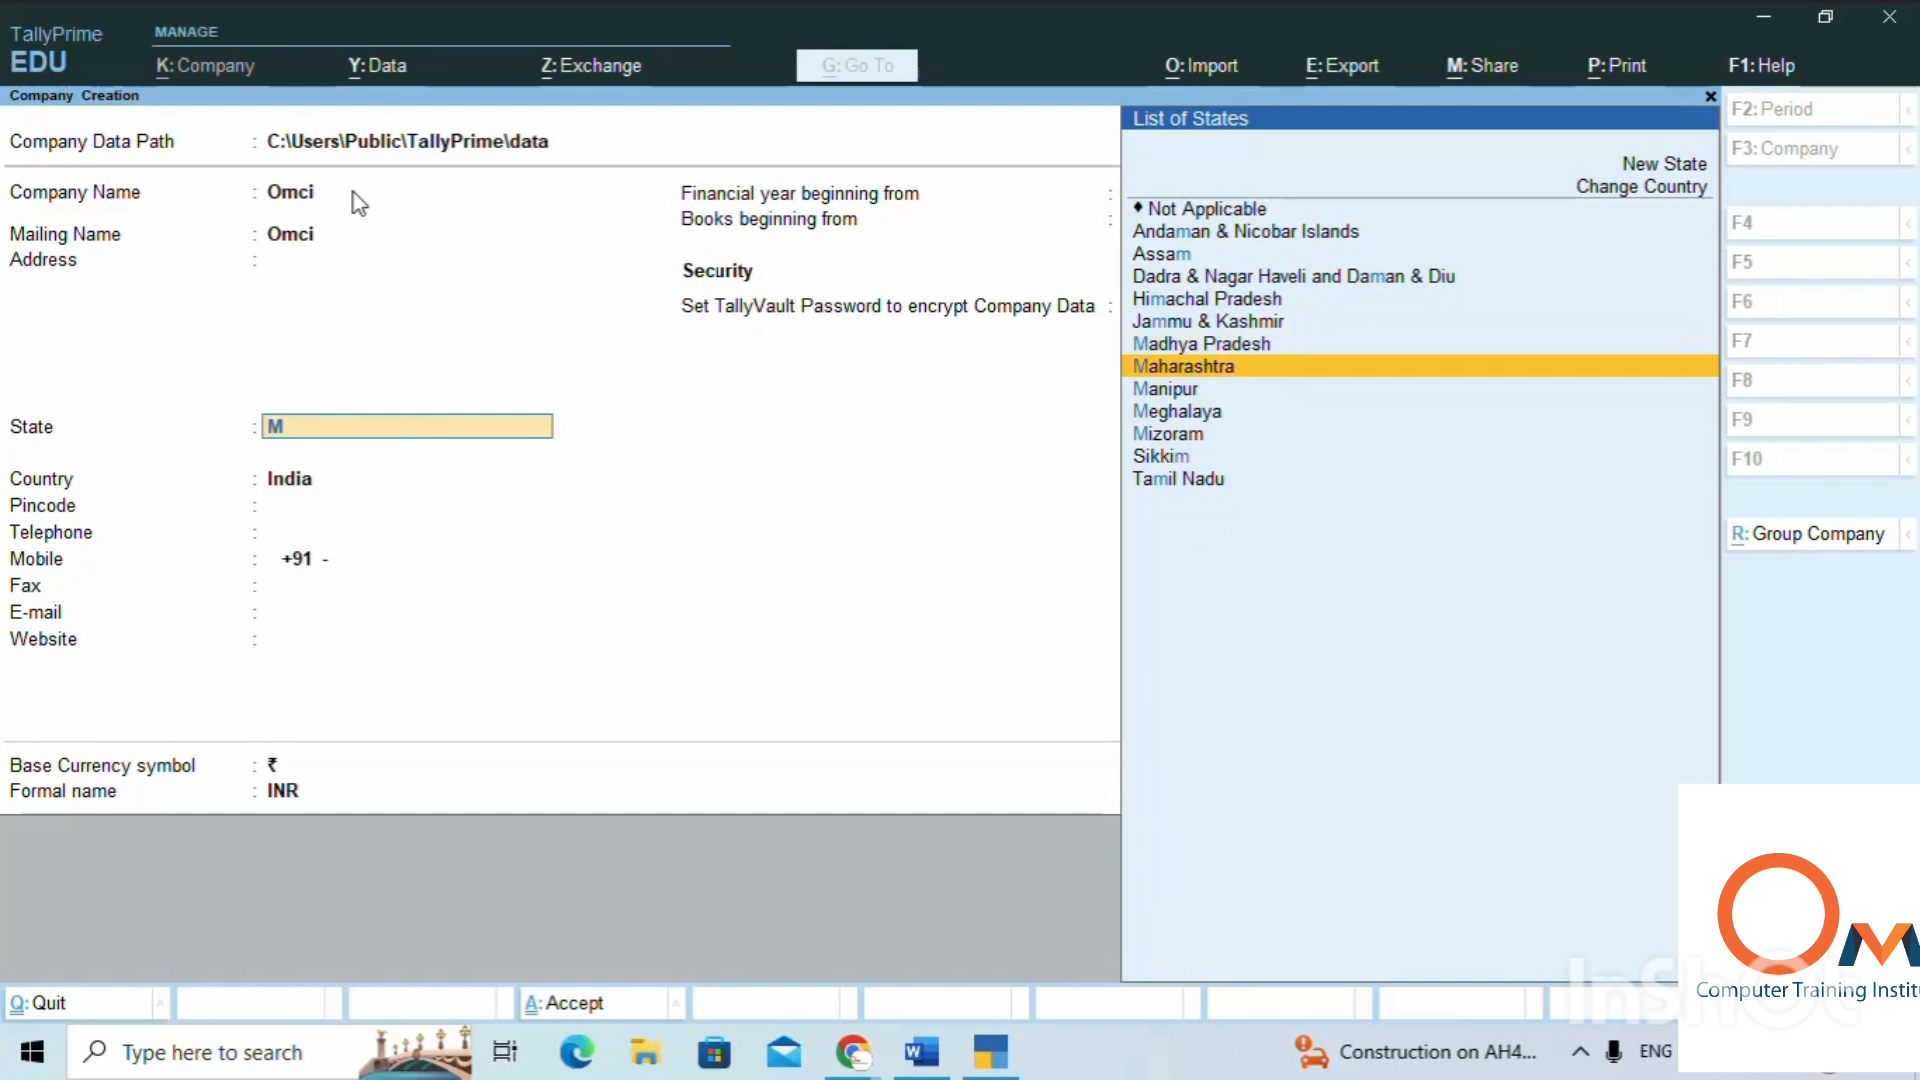 TallyPrime
EDU
MANAGE
K: Company
Y: Data
Z: Exchange
G: Go To
O: Import
E: Export
M: Share
P: Print
F1: Help
Company Creation
Company Data Path : C:\Users\Public\TallyPrime\data
Company Name : Omci
Mailing Name : Omci
Address :
State : M
Country : India
Pincode :
Telephone :
Mobile : +91 -
Fax :
E-mail :
Website :
Base Currency symbol : ₹
Formal name : INR
Financial year beginning from :
Books beginning from :
Security
Set TallyVault Password to encrypt Company Data :
List of States
New State
Change Country
♦ Not Applicable
Andaman & Nicobar Islands
Assam
Dadra & Nagar Haveli and Daman & Diu
Himachal Pradesh
Jammu & Kashmir
Madhya Pradesh
Maharashtra
Manipur
Meghalaya
Mizoram
Sikkim
Tamil Nadu
F2: Period
F3: Company
F4
F5
F6
F7
F8
F9
F10
R: Group Company
Q: Quit
A: Accept
InShot
OM
Computer Training Instit
Type here to search
Construction on AH4...
ENG